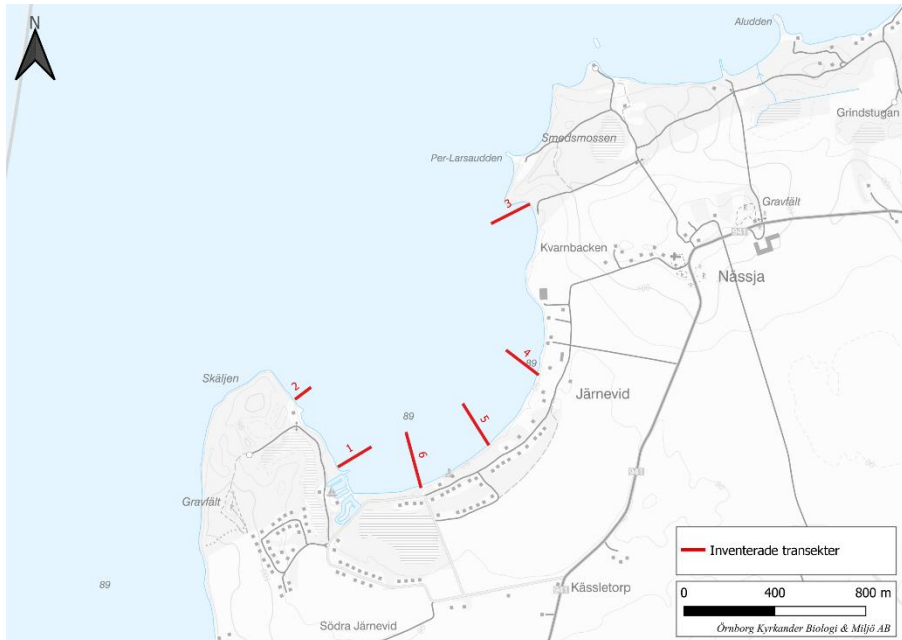 N
Aludden
Grindstugan
Smedsmossen
Per-Larsaudden
3
Gravfält
Kvarnbacken
Nässja
4
89
Skäljen
2
Järnevid
89
5
1
6
Gravfält
Inventerade transekter
Kässletorp
89
0 400 800 m
Södra Järnevid
Örnborg Kyrkander Biologi & Miljö AB